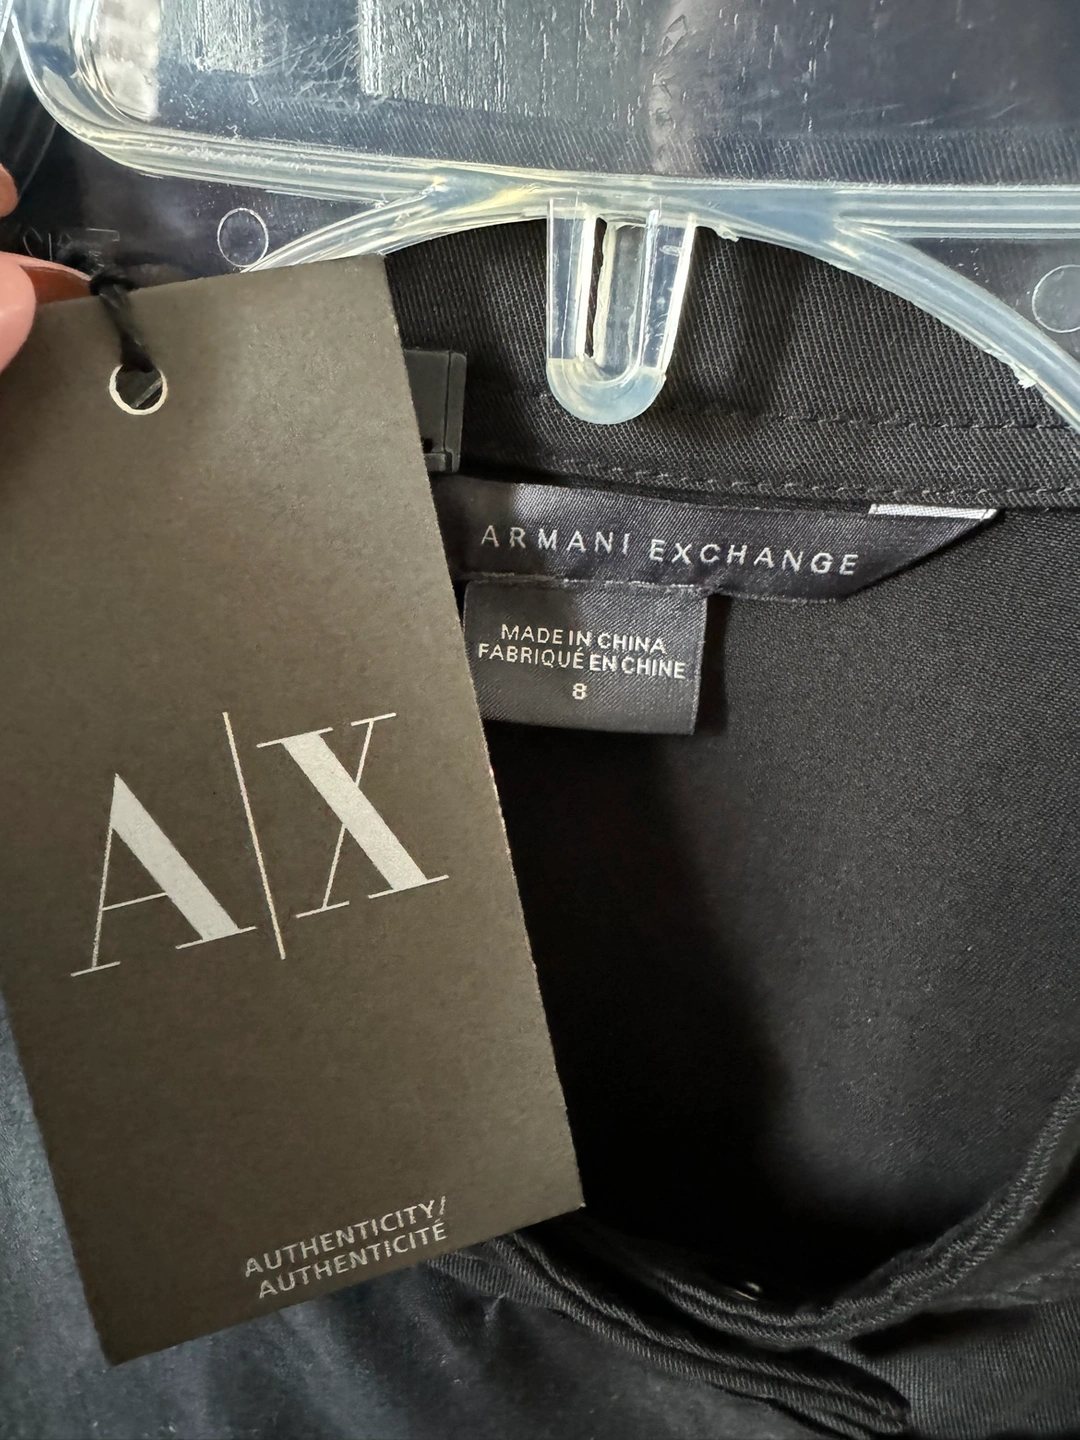 A|X
AUTHENTICITY/
AUTHENTICITÉ
ARMANI EXCHANGE
MADE IN CHINA
FABRIQUÉ EN CHINE
8